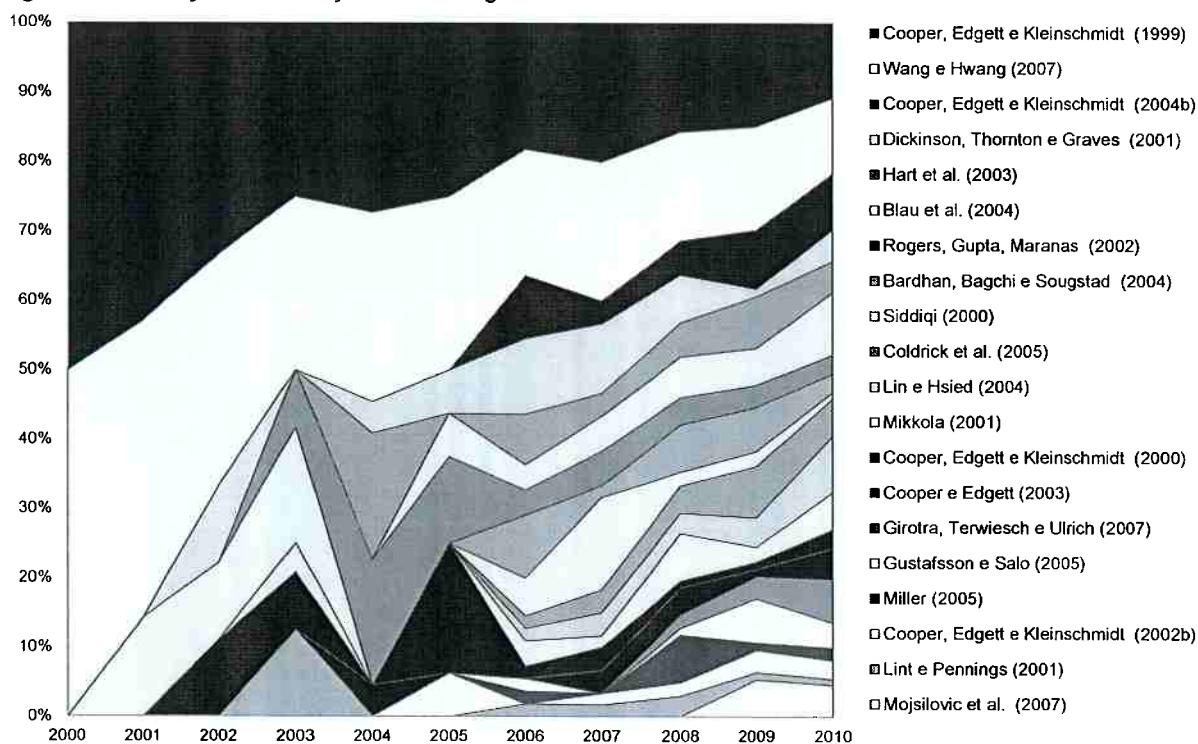 100%
90%
80%
70%
60%
50%
40%
30%
20%
10%
0%
2000 2001 2002 2003 2004 2005 2006 2007 2008 2009 2010
Cooper, Edgett e Kleinschmidt (1999)
Wang e Hwang (2007)
Cooper, Edgett e Kleinschmidt (2004b)
Dickinson, Thornton e Graves (2001)
Hart et al. (2003)
Blau et al. (2004)
Rogers, Gupta, Maranas (2002)
Bardhan, Bagchi e Sougstad (2004)
Siddiqi (2000)
Coldrick et al. (2005)
Lin e Hsied (2004)
Mikkola (2001)
Cooper, Edgett e Kleinschmidt (2000)
Cooper e Edgett (2003)
Girotra, Terwiesch e Ulrich (2007)
Gustafsson e Salo (2005)
Miller (2005)
Cooper, Edgett e Kleinschmidt (2002b)
Lint e Pennings (2001)
Mojsilovic et al. (2007)